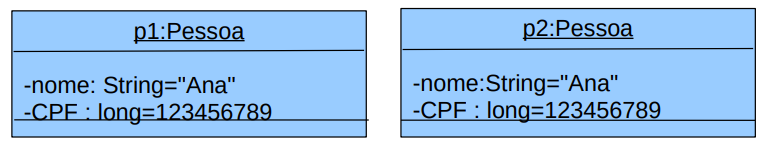 p1:Pessoa
-nome: String="Ana"
-CPF : long=123456789
p2:Pessoa
-nome:String="Ana"
-CPF : long=123456789